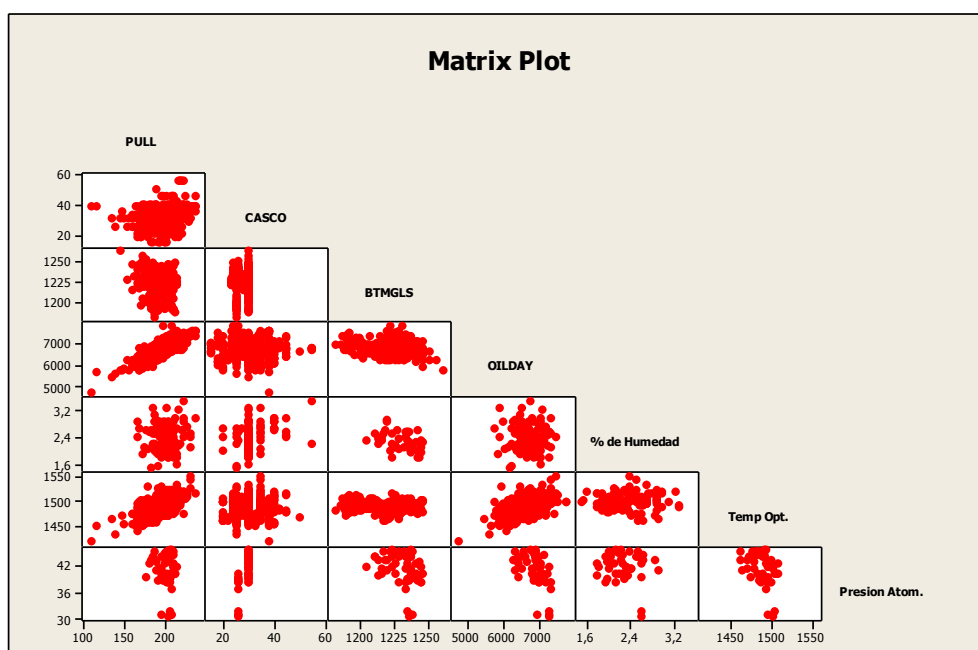 Matrix Plot
PULL
60
40
20
CASCO
1250
1225
1200
BTMGLS
7000
6000
5000
OILDAY
3,2
2,4
1,6
% de Humedad
1550
1500
1450
Temp Opt.
42
36
30
Presion Atom.
100 150 200 20 40 60 1200 1225 1250 5000 6000 7000 1,6 2,4 3,2 1450 1500 1550